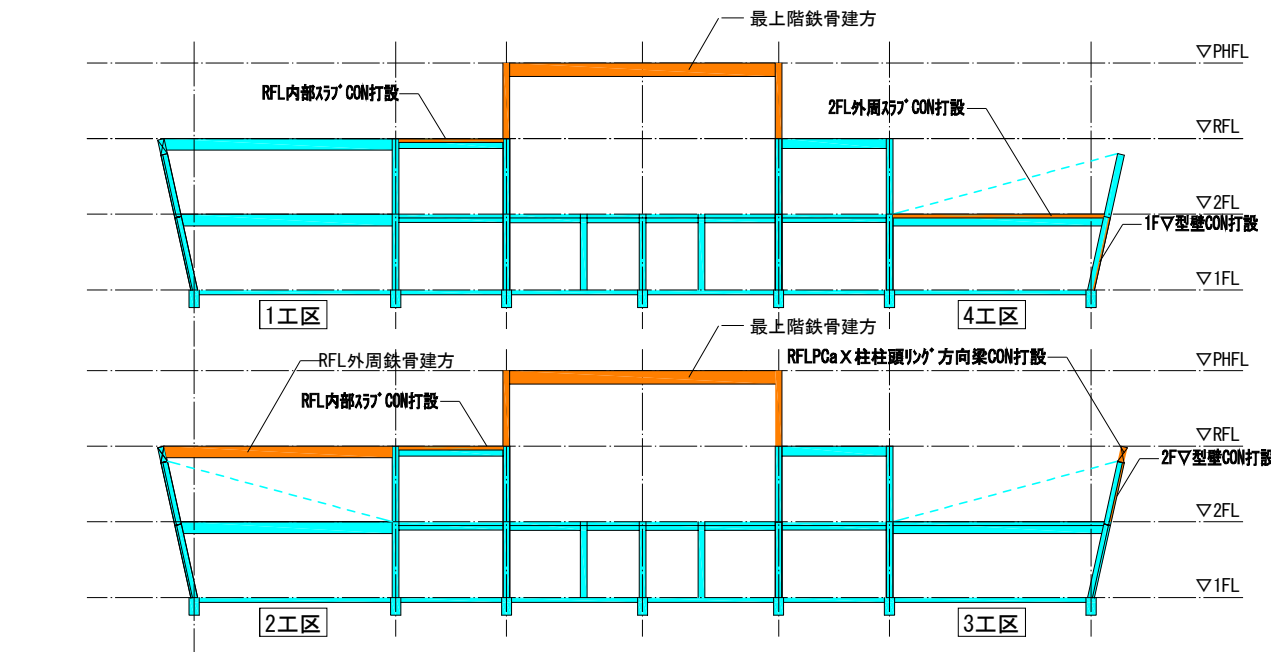 最上階鉄骨建方
▽PHFL
RFL内部ｽﾗﾌﾞCON打設
2FL外周ｽﾗﾌﾞCON打設
▽RFL
▽2FL
1F▽型壁CON打設
▽1FL
1工区
4工区
最上階鉄骨建方
RFL外周鉄骨建方
RFLPCaX柱柱頭ﾘﾝｸﾞ方向梁CON打設
▽PHFL
RFL内部ｽﾗﾌﾞCON打設
▽RFL
2F▽型壁CON打設
▽2FL
▽1FL
2工区
3工区